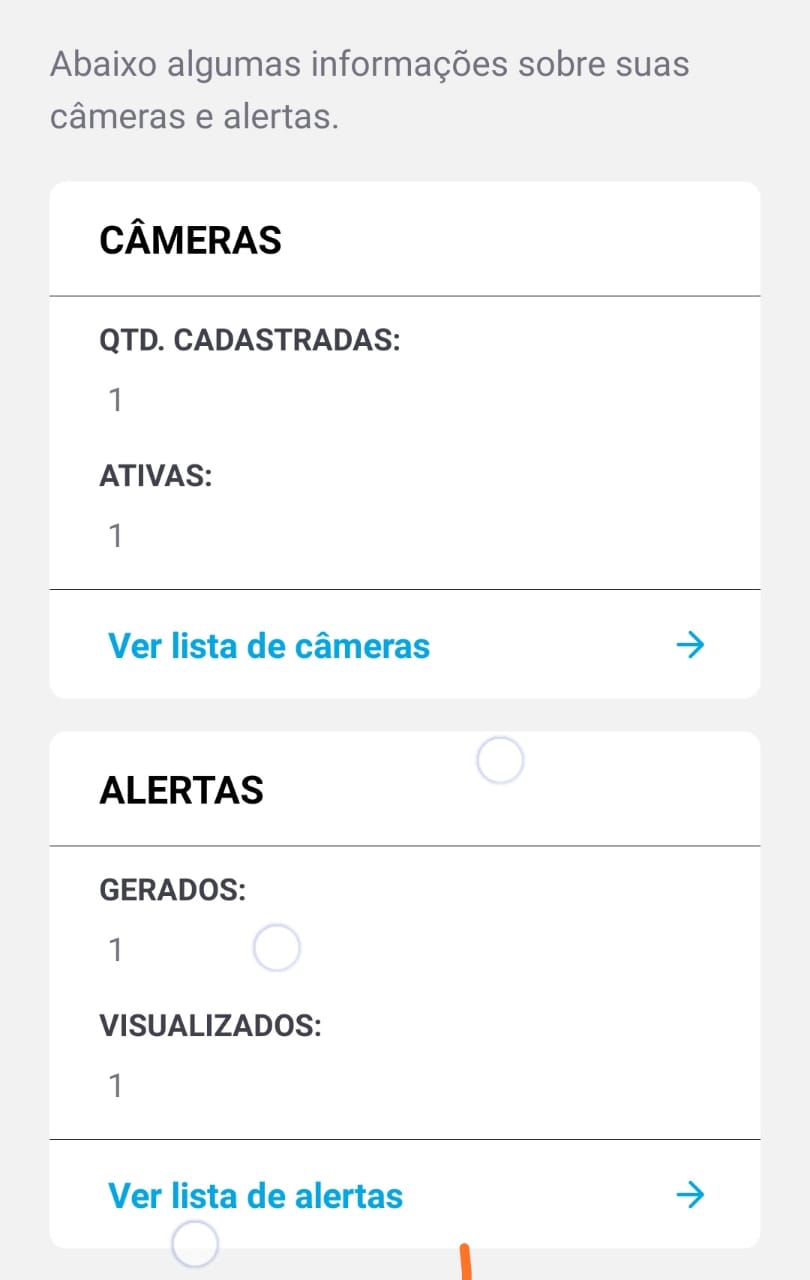 Abaixo algumas informações sobre suas
câmeras e alertas.
CÂMERAS
QTD. CADASTRADAS:
1
ATIVAS:
1
Ver lista de câmeras
ALERTAS
GERADOS:
1
VISUALIZADOS:
1
Ver lista de alertas